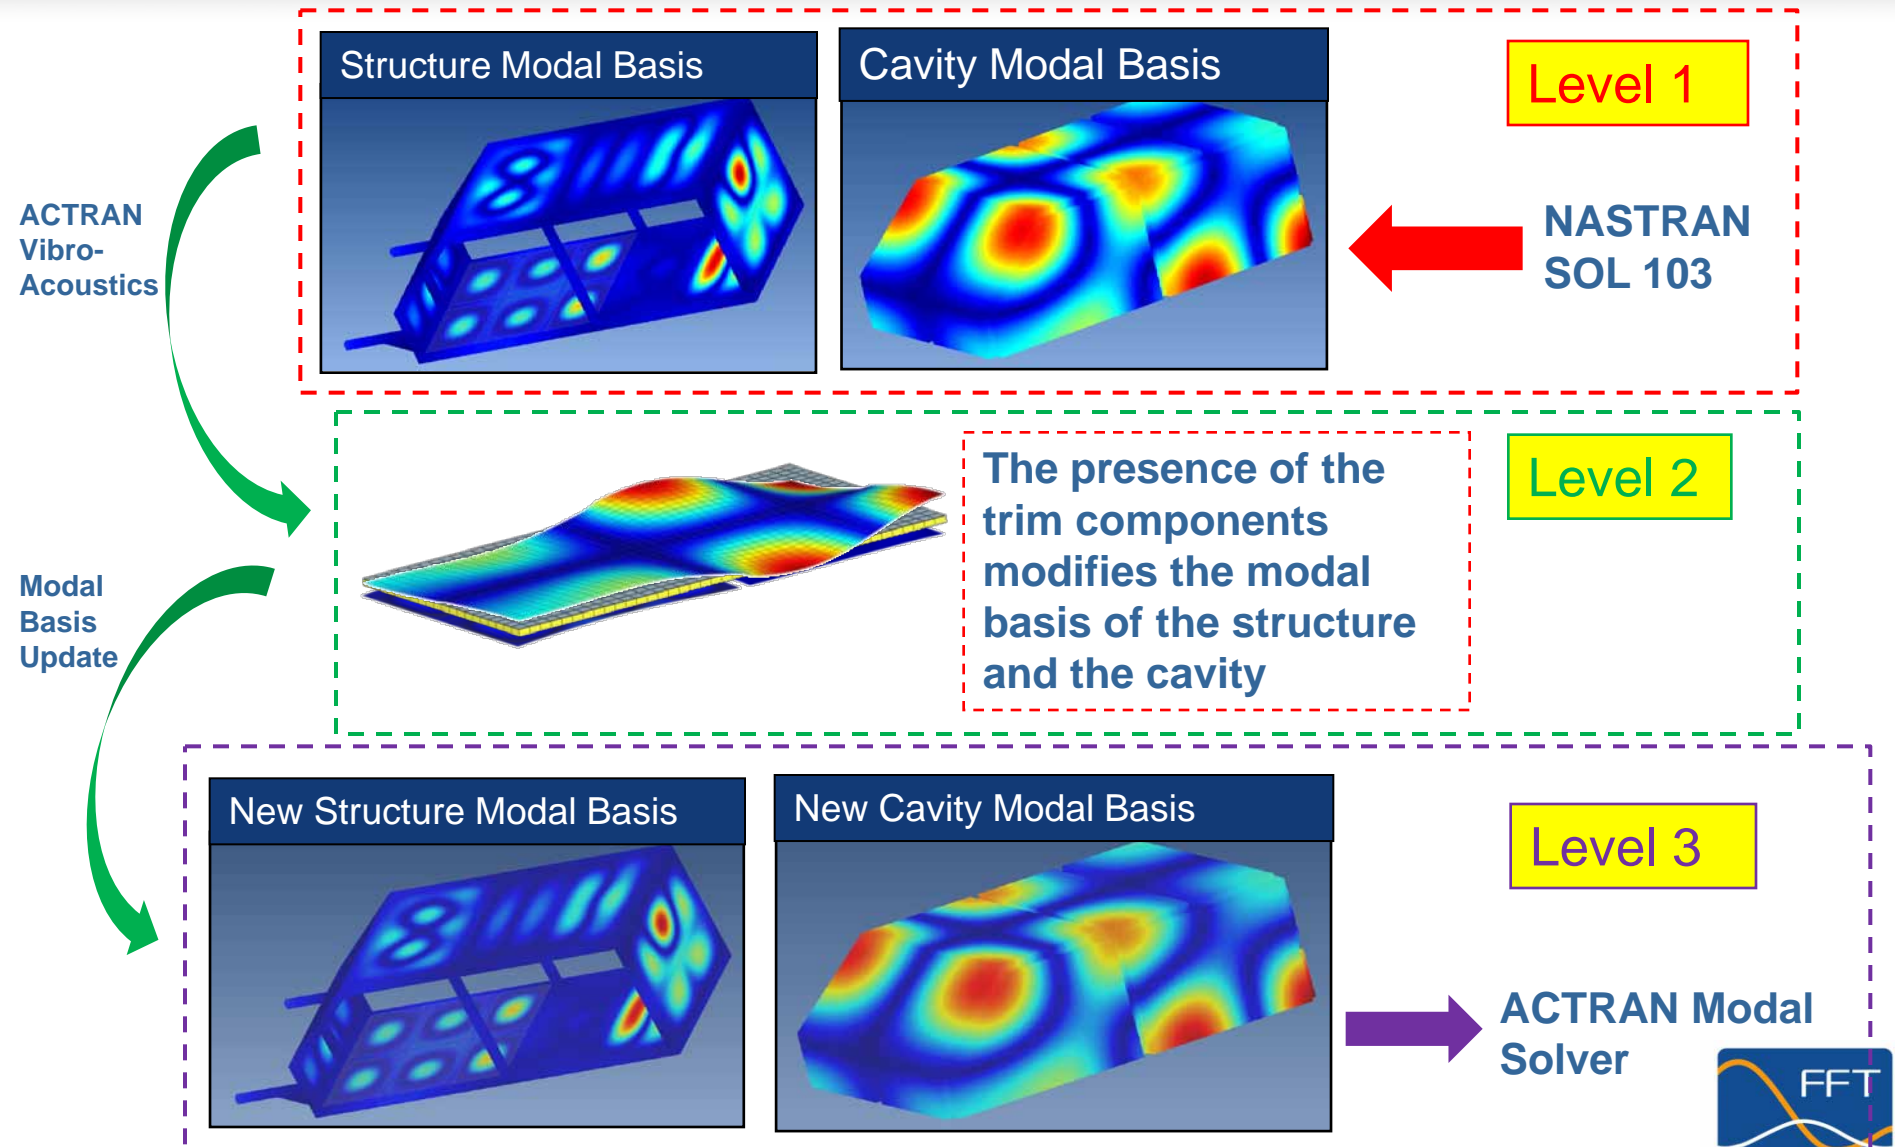 Structure Modal Basis
Cavity Modal Basis
Level 1
NASTRAN
SOL 103
ACTRAN
Vibro-
Acoustics
The presence of the
trim components
modifies the modal
basis of the structure
and the cavity
Level 2
Modal
Basis
Update
New Structure Modal Basis
New Cavity Modal Basis
Level 3
ACTRAN Modal
Solver
FFT